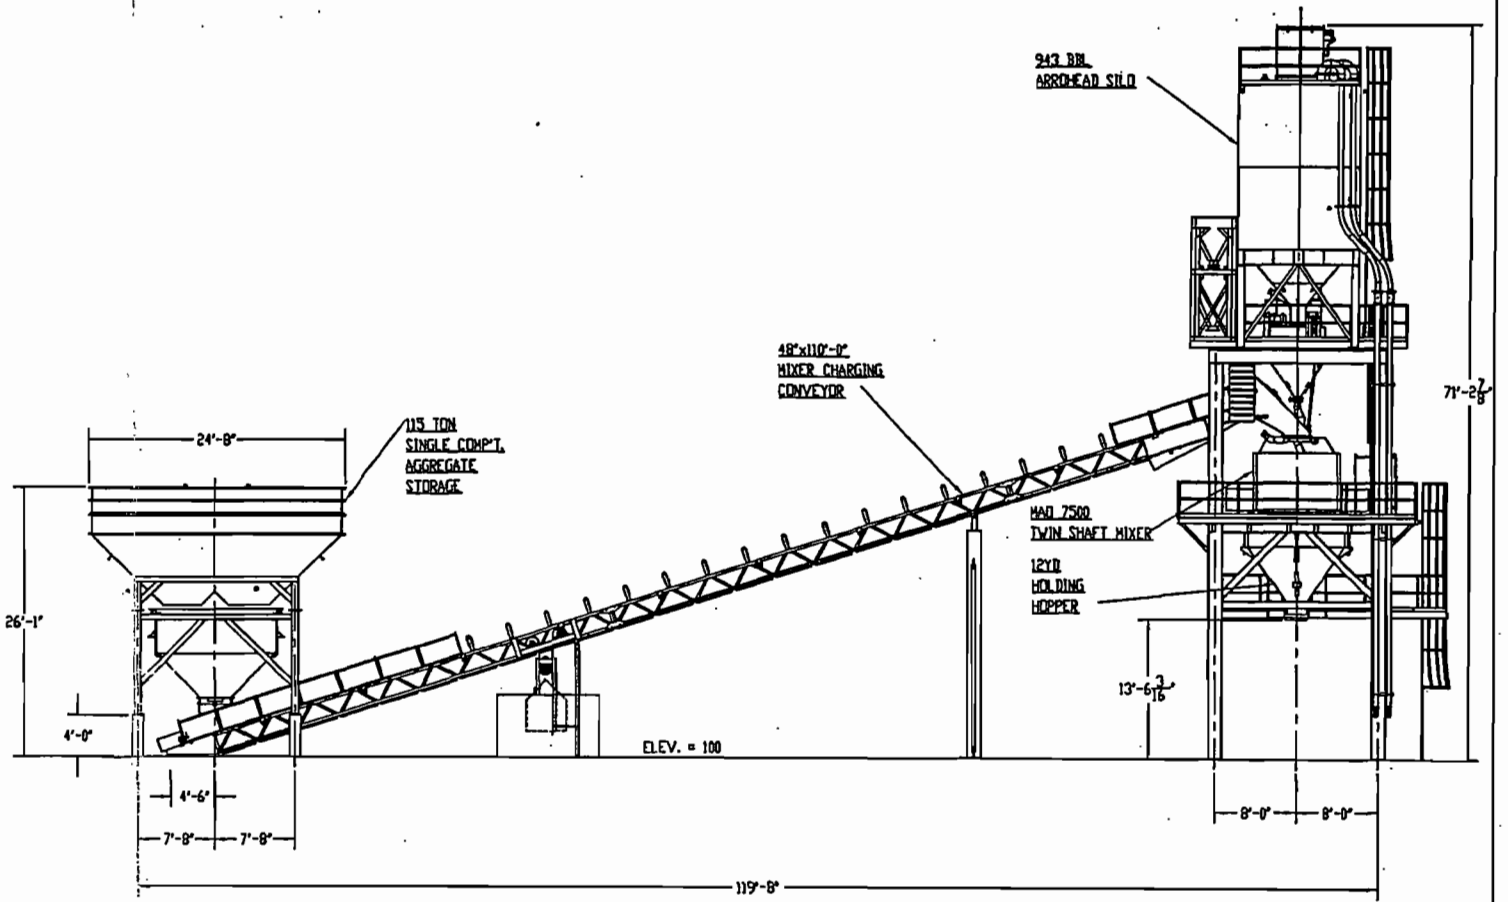 943 BBL
ARROHEAD SILO
71'-2 7/8"
48"x110'-0"
MIXER CHARGING
CONVEYOR
24'-8"
115 TON
SINGLE COMP'T.
AGGREGATE
STORAGE
MAO 7500
TWIN SHAFT MIXER
12YD
HOLDING
HOPPER
26'-1"
13'-6 3/16"
4'-0"
ELEV. = 100
4'-6"
7'-8"
7'-8"
8'-0"
8'-0"
119'-8"